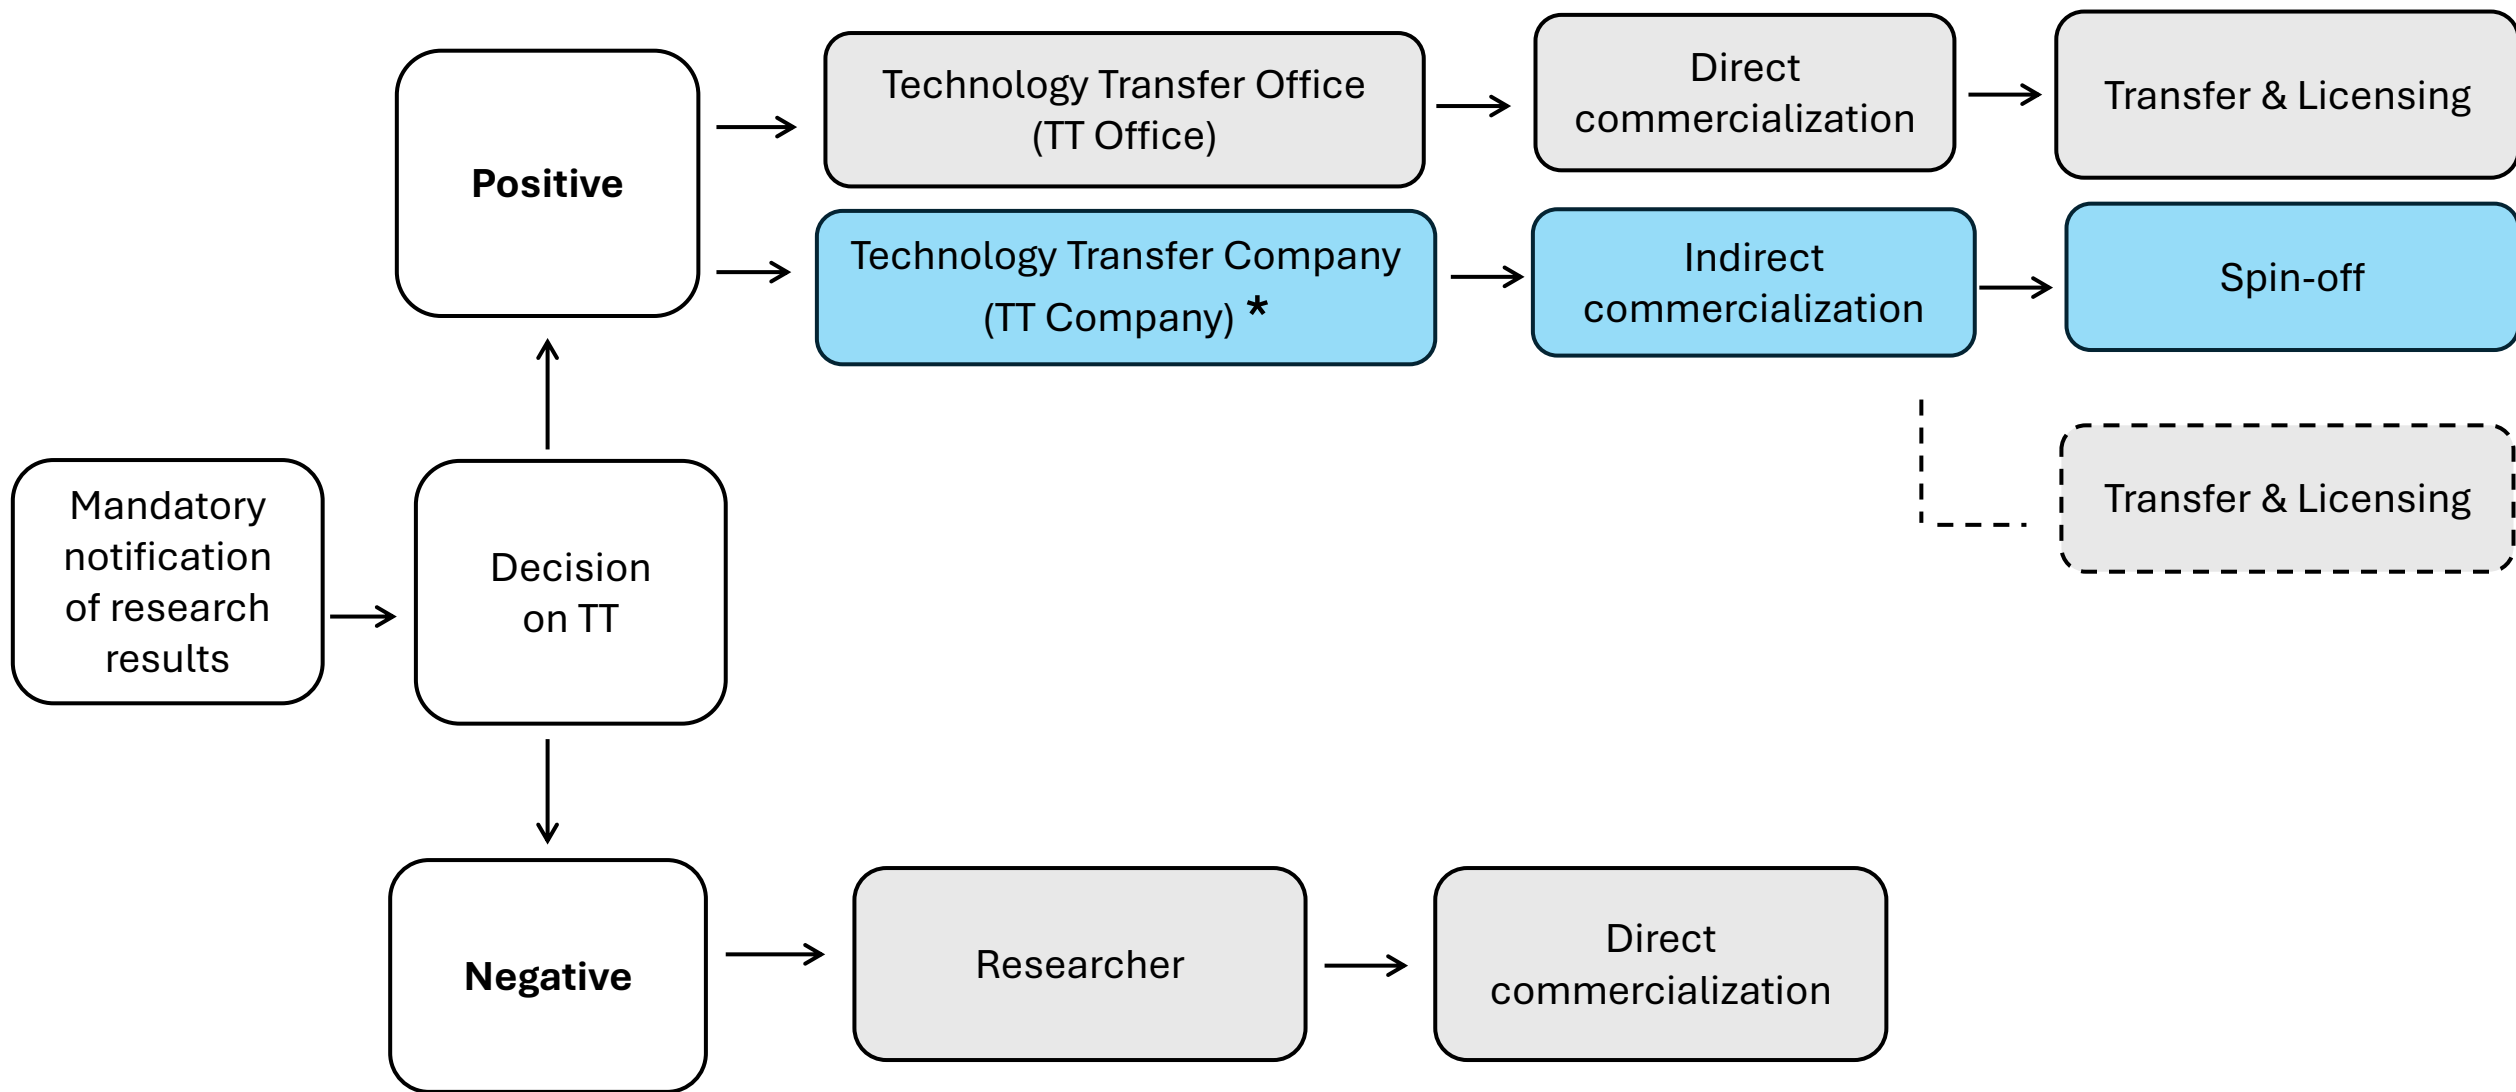 Positive
Technology Transfer Office
(TT Office)
Direct
commercialization
Transfer & Licensing
Technology Transfer Company
(TT Company) *
Indirect
commercialization
Spin-off
Transfer & Licensing
Mandatory
notification
of research
results
Decision
on TT
Negative
Researcher
Direct
commercialization